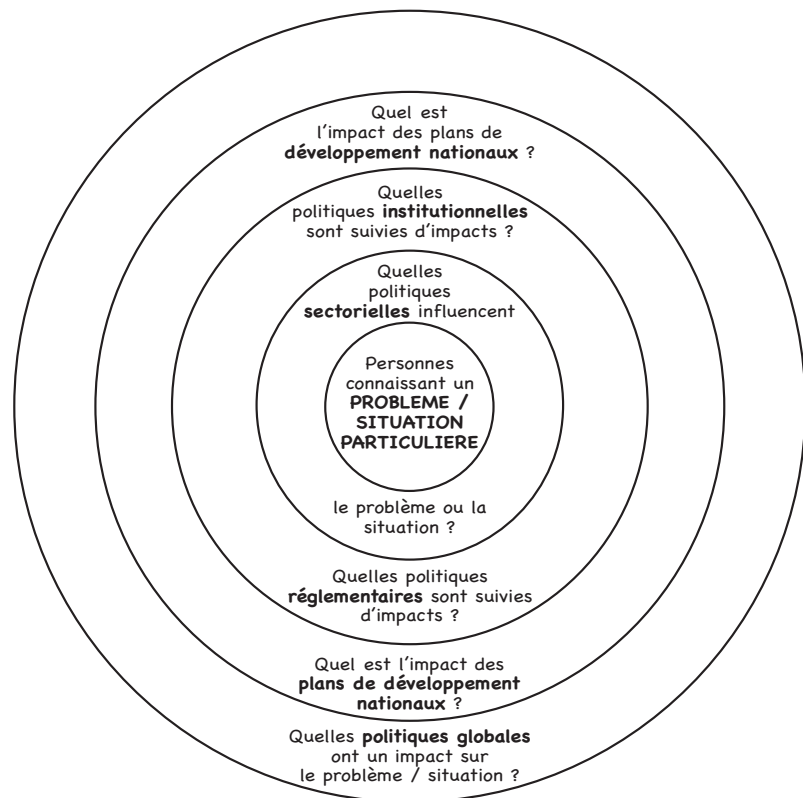 Quel est
l'impact des plans de
développement nationaux ?
Quelles
politiques institutionnelles
sont suivies d'impacts ?
Quelles
politiques
sectorielles influencent
Personnes
connaissant un
PROBLEME /
SITUATION
PARTICULIERE
le problème ou la
situation ?
Quelles politiques
réglementaires sont suivies
d'impacts ?
Quel est l'impact des
plans de développement
nationaux ?
Quelles politiques globales
ont un impact sur
le problème / situation ?